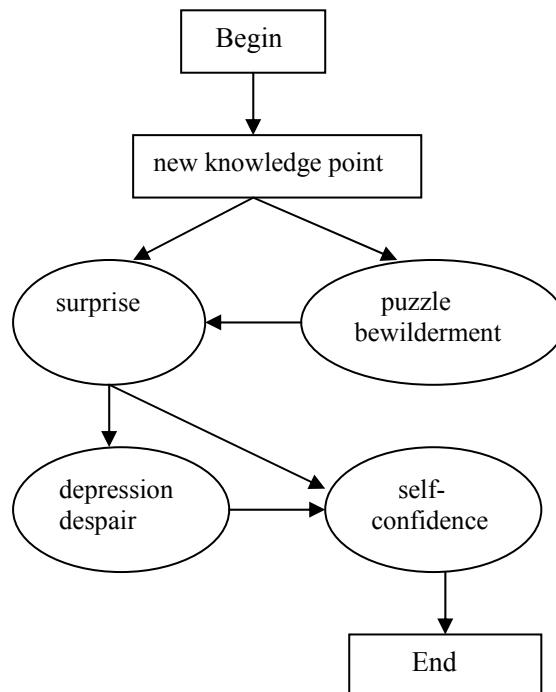 Begin
new knowledge point
surprise
puzzle
bewilderment
depression
despair
self-
confidence
End